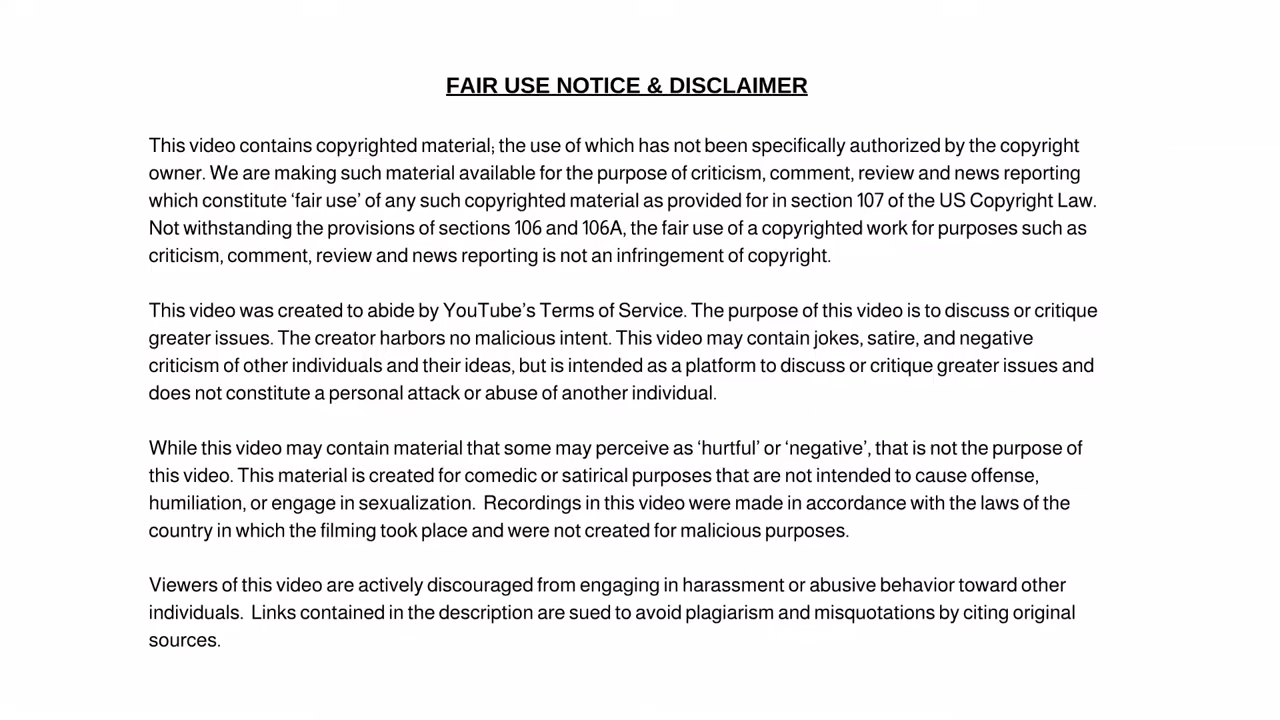 FAIR USE NOTICE & DISCLAIMER
This video contains copyrighted material; the use of which has not been specifically authorized by the copyright
owner. We are making such material available for the purpose of criticism, comment, review and news reporting
which constitute ‘fair use’ of any such copyrighted material as provided for in section 107 of the US Copyright Law.
Not withstanding the provisions of sections 106 and 106A, the fair use of a copyrighted work for purposes such as
criticism, comment, review and news reporting is not an infringement of copyright.
This video was created to abide by YouTube’s Terms of Service. The purpose of this video is to discuss or critique
greater issues. The creator harbors no malicious intent. This video may contain jokes, satire, and negative
criticism of other individuals and their ideas, but is intended as a platform to discuss or critique greater issues and
does not constitute a personal attack or abuse of another individual.
While this video may contain material that some may perceive as ‘hurtful’ or ‘negative’, that is not the purpose of
this video. This material is created for comedic or satirical purposes that are not intended to cause offense,
humiliation, or engage in sexualization.  Recordings in this video were made in accordance with the laws of the
country in which the filming took place and were not created for malicious purposes.
Viewers of this video are actively discouraged from engaging in harassment or abusive behavior toward other
individuals.  Links contained in the description are sued to avoid plagiarism and misquotations by citing original
sources.